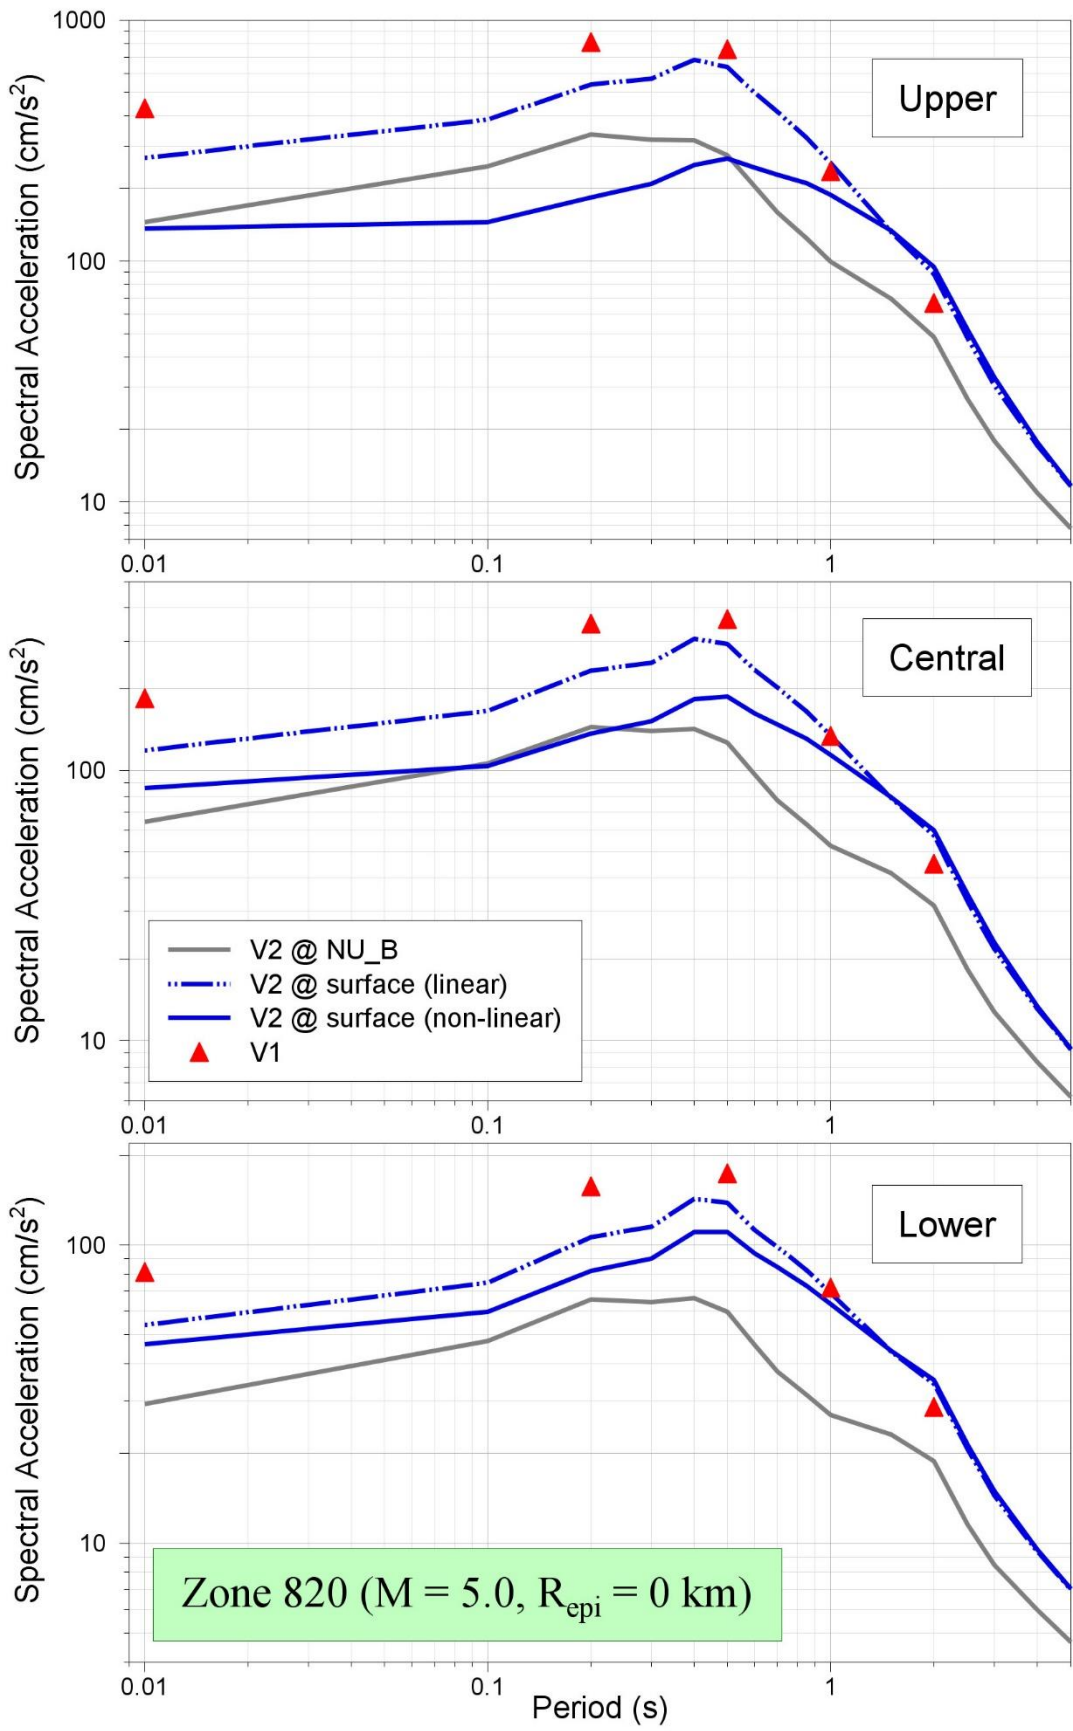 1000
100
10
Spectral Acceleration (cm/s²)
Upper
0.01 0.1 1
100
10
Spectral Acceleration (cm/s²)
Central
V2 @ NU_B
V2 @ surface (linear)
V2 @ surface (non-linear)
V1
0.01 0.1 1
100
10
Spectral Acceleration (cm/s²)
Lower
Zone 820 (M = 5.0, Repi = 0 km)
0.01 0.1 1
Period (s)